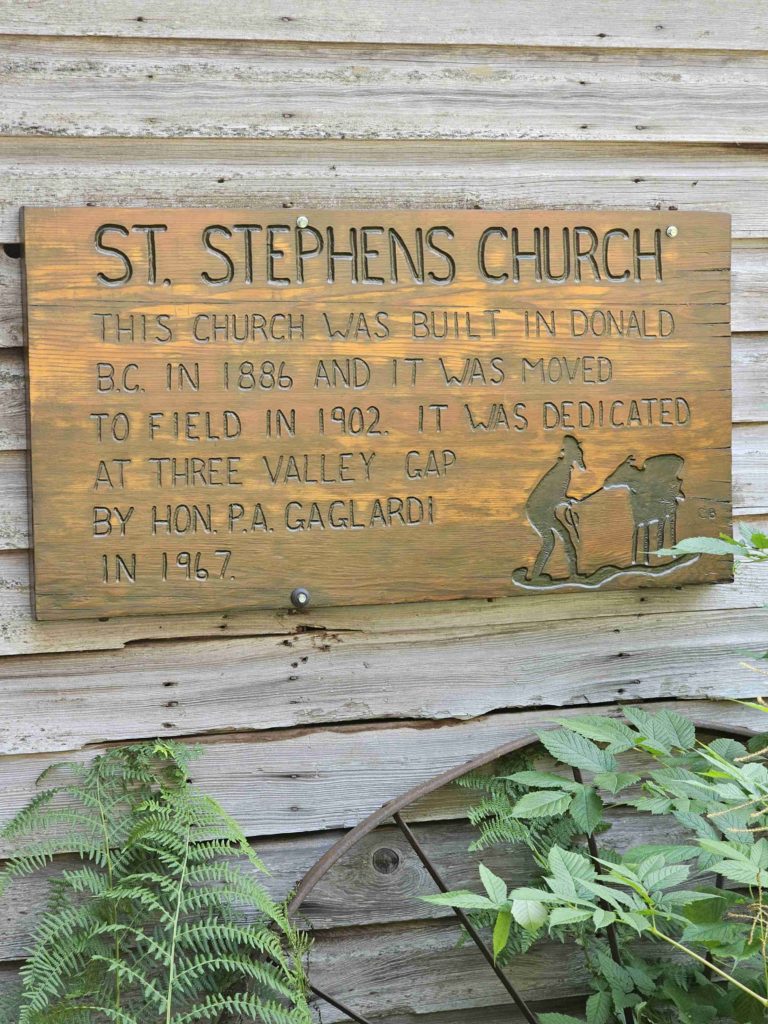 ST. STEPHENS CHURCH
THIS CHURCH WAS BUILT IN DONALD
B.C. IN 1886 AND IT WAS MOVED
TO FIELD IN 1902. IT WAS DEDICATED
AT THREE VALLEY GAP
BY HON. P.A. GAGLARDI
IN 1967.
CB